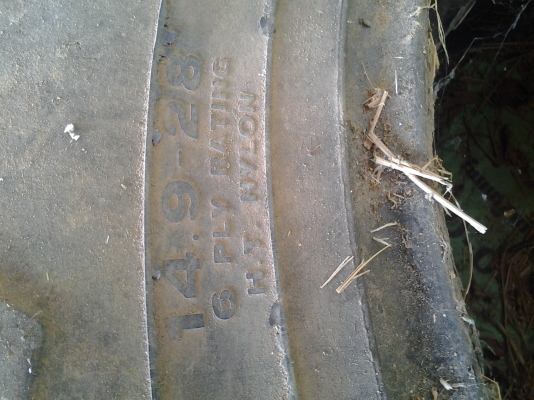 14.9-28
6 PLY RATING
H.T. NYLON